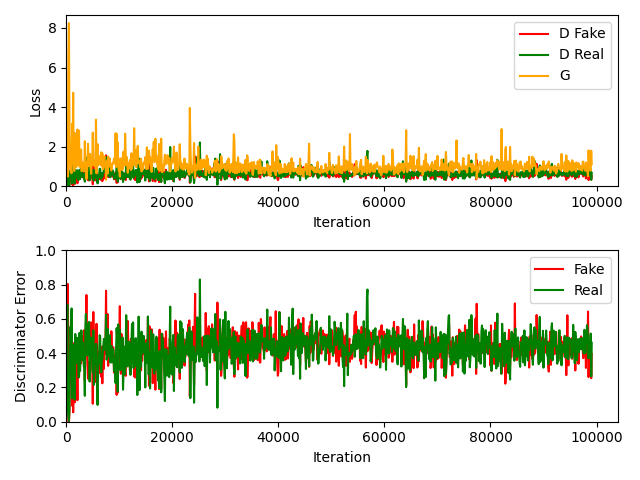 8
6
4
2
0
Loss
D Fake
D Real
G
0 20000 40000 60000 80000 100000
Iteration
1.0
0.8
0.6
0.4
0.2
0.0
Discriminator Error
Fake
Real
0 20000 40000 60000 80000 100000
Iteration